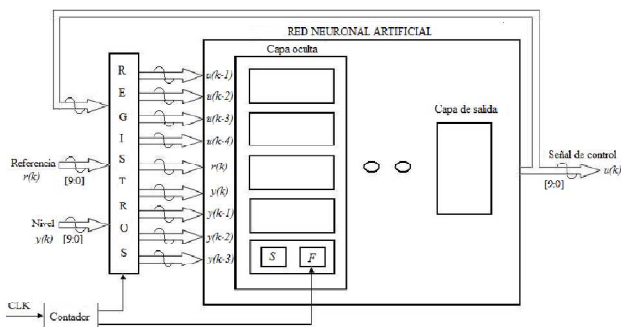 RED NEURONAL ARTIFICIAL
Capa oculta
REGISTROS
u(k-1)
u(k-2)
u(k-3)
u(k-4)
r(k)
y(k)
y(k-1)
y(k-2)
y(k-3)
Referencia
r(k)
[9:0]
Nivel
y(k)
[9:0]
S
F
Capa de salida
Señal de control
u(k)
[9:0]
CLK
Contador